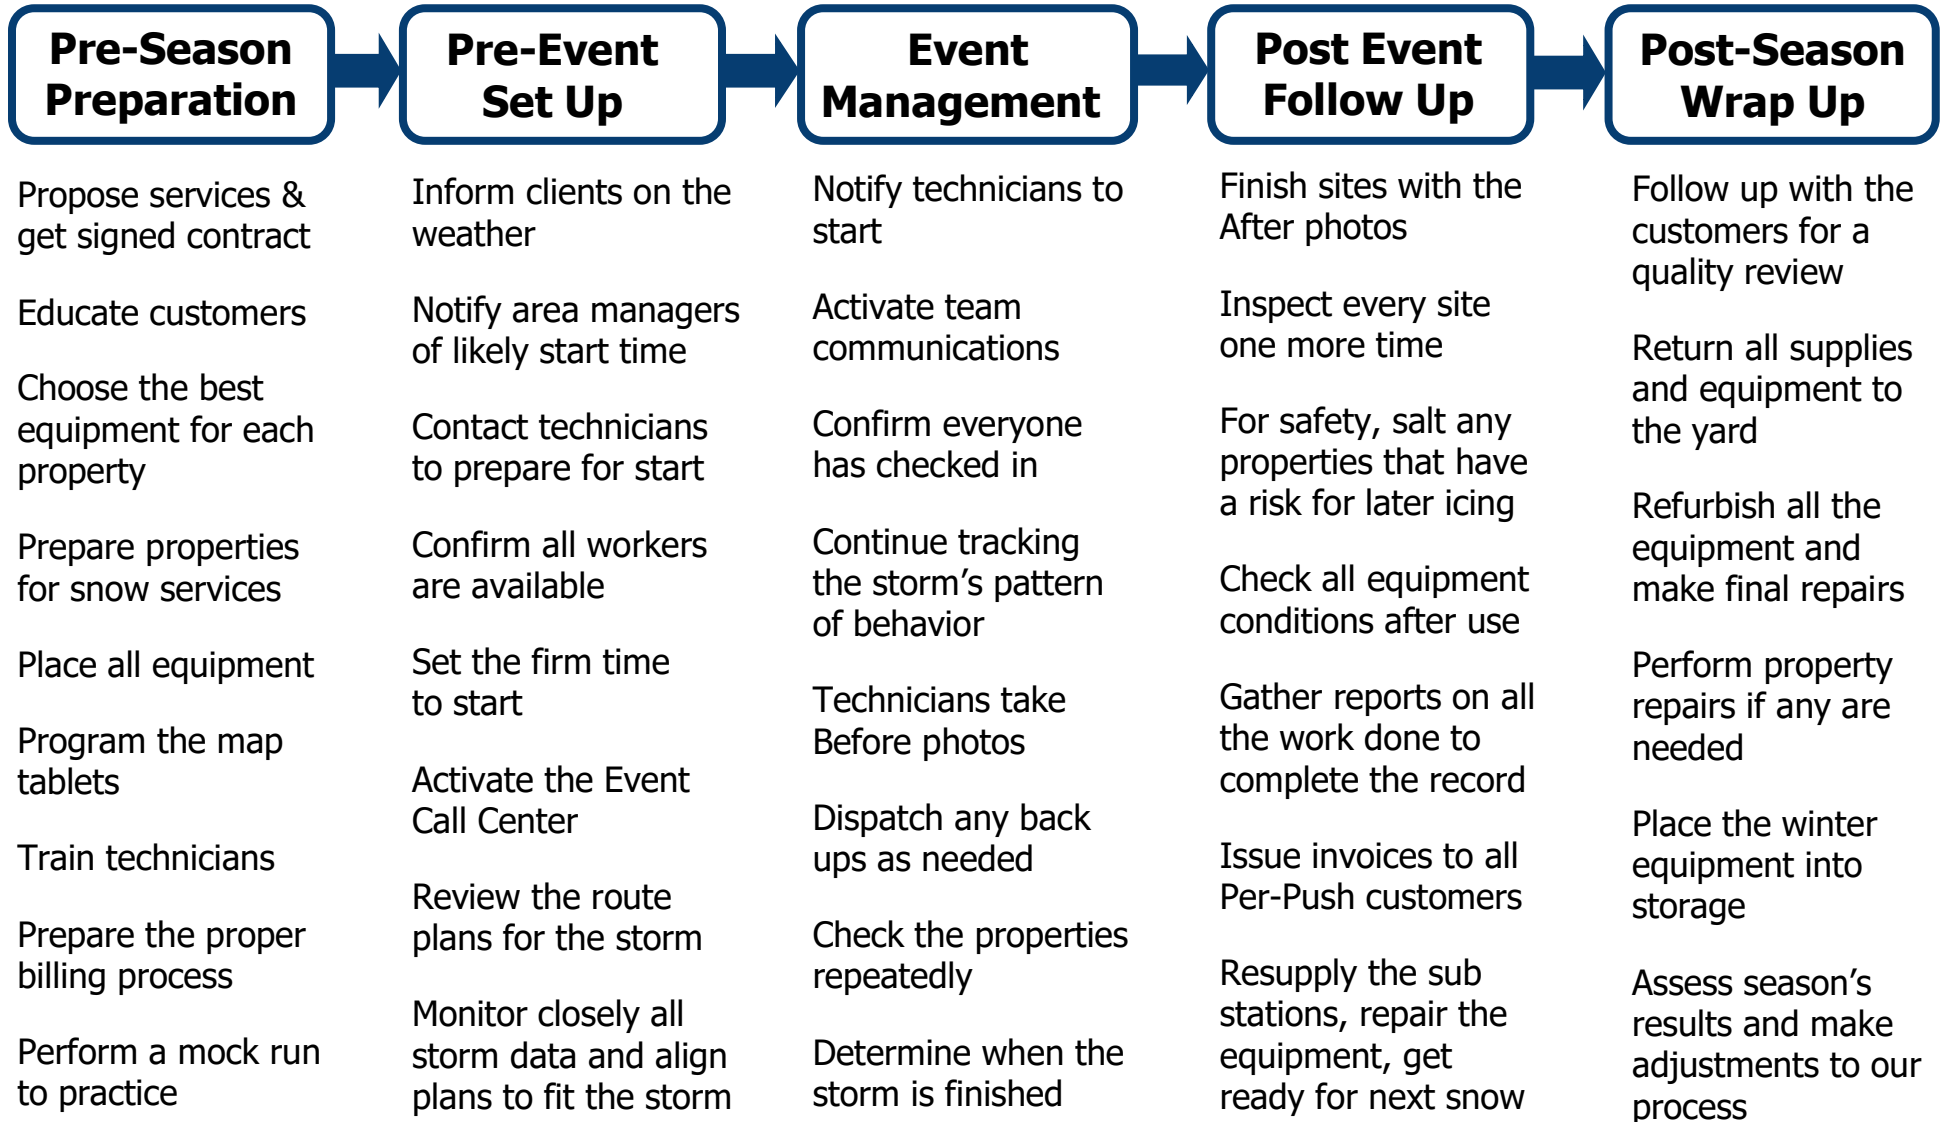 Pre-Season
Preparation
Propose services &
get signed contract
Educate customers
Choose the best
equipment for each
property
Prepare properties
for snow services
Place all equipment
Program the map
tablets
Train technicians
Prepare the proper
billing process
Perform a mock run
to practice
Pre-Event
Set Up
Inform clients on the
weather
Notify area managers
of likely start time
Contact technicians
to prepare for start
Confirm all workers
are available
Set the firm time
to start
Activate the Event
Call Center
Review the route
plans for the storm
Monitor closely all
storm data and align
plans to fit the storm
Event
Management
Notify technicians to
start
Activate team
communications
Confirm everyone
has checked in
Continue tracking
the storm’s pattern
of behavior
Technicians take
Before photos
Dispatch any back
ups as needed
Check the properties
repeatedly
Determine when the
storm is finished
Post Event
Follow Up
Finish sites with the
After photos
Inspect every site
one more time
For safety, salt any
properties that have
a risk for later icing
Check all equipment
conditions after use
Gather reports on all
the work done to
complete the record
Issue invoices to all
Per-Push customers
Resupply the sub
stations, repair the
equipment, get
ready for next snow
Post-Season
Wrap Up
Follow up with the
customers for a
quality review
Return all supplies
and equipment to
the yard
Refurbish all the
equipment and
make final repairs
Perform property
repairs if any are
needed
Place the winter
equipment into
storage
Assess season’s
results and make
adjustments to our
process